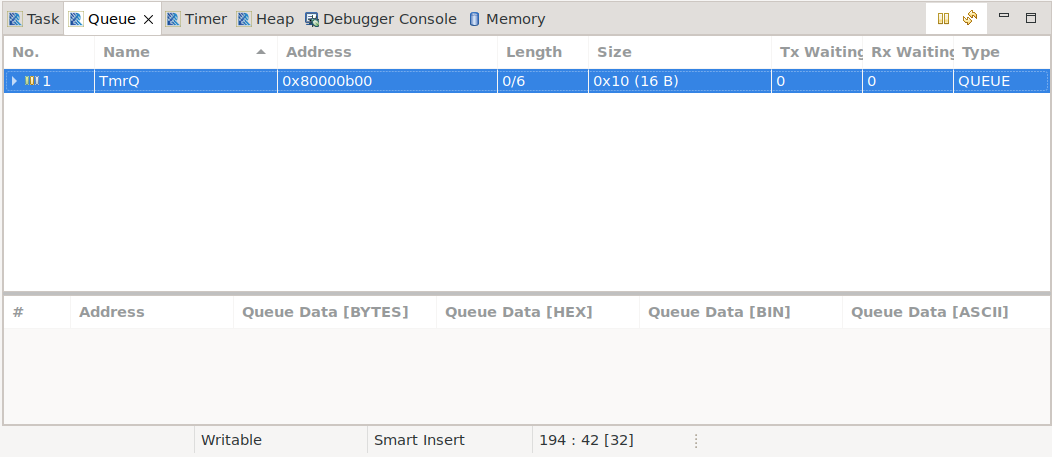 Task Queue Timer Heap Debugger Console Memory
No. Name Address Length Size Tx Waiting Rx Waiting Type
1 TmrQ 0x80000b00 0/6 0x10 (16 B) 0 0 QUEUE
# Address Queue Data [BYTES] Queue Data [HEX] Queue Data [BIN] Queue Data [ASCII]
Writable Smart Insert 194 : 42 [32]